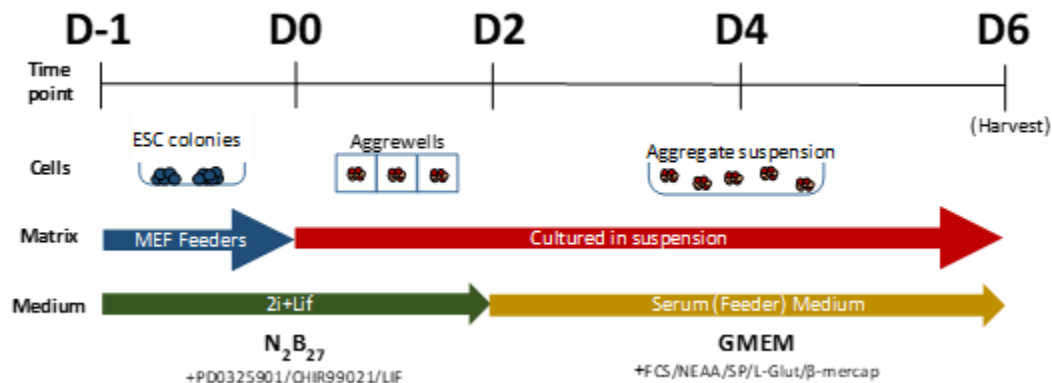 D-1 D0 D2 D4 D6
Time
point
(Harvest)
ESC colonies
Aggrewells
Aggregate suspension
Cells
Matrix
MEF Feeders
Cultured in suspension
Medium
2i+Lif
Serum (Feeder) Medium
N₂B₂₇
GMEM
+PD0325901/CHIR99021/LIF
+FCS/NEAA/SP/L-Glut/β-mercap